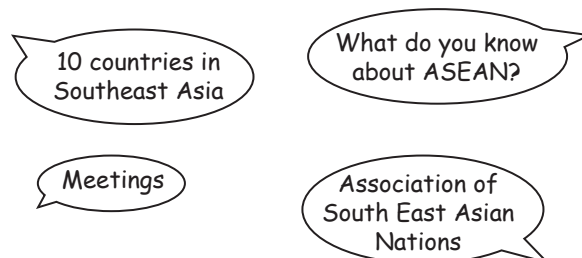 10 countries in
Southeast Asia
What do you know
about ASEAN?
Meetings
Association of
South East Asian
Nations